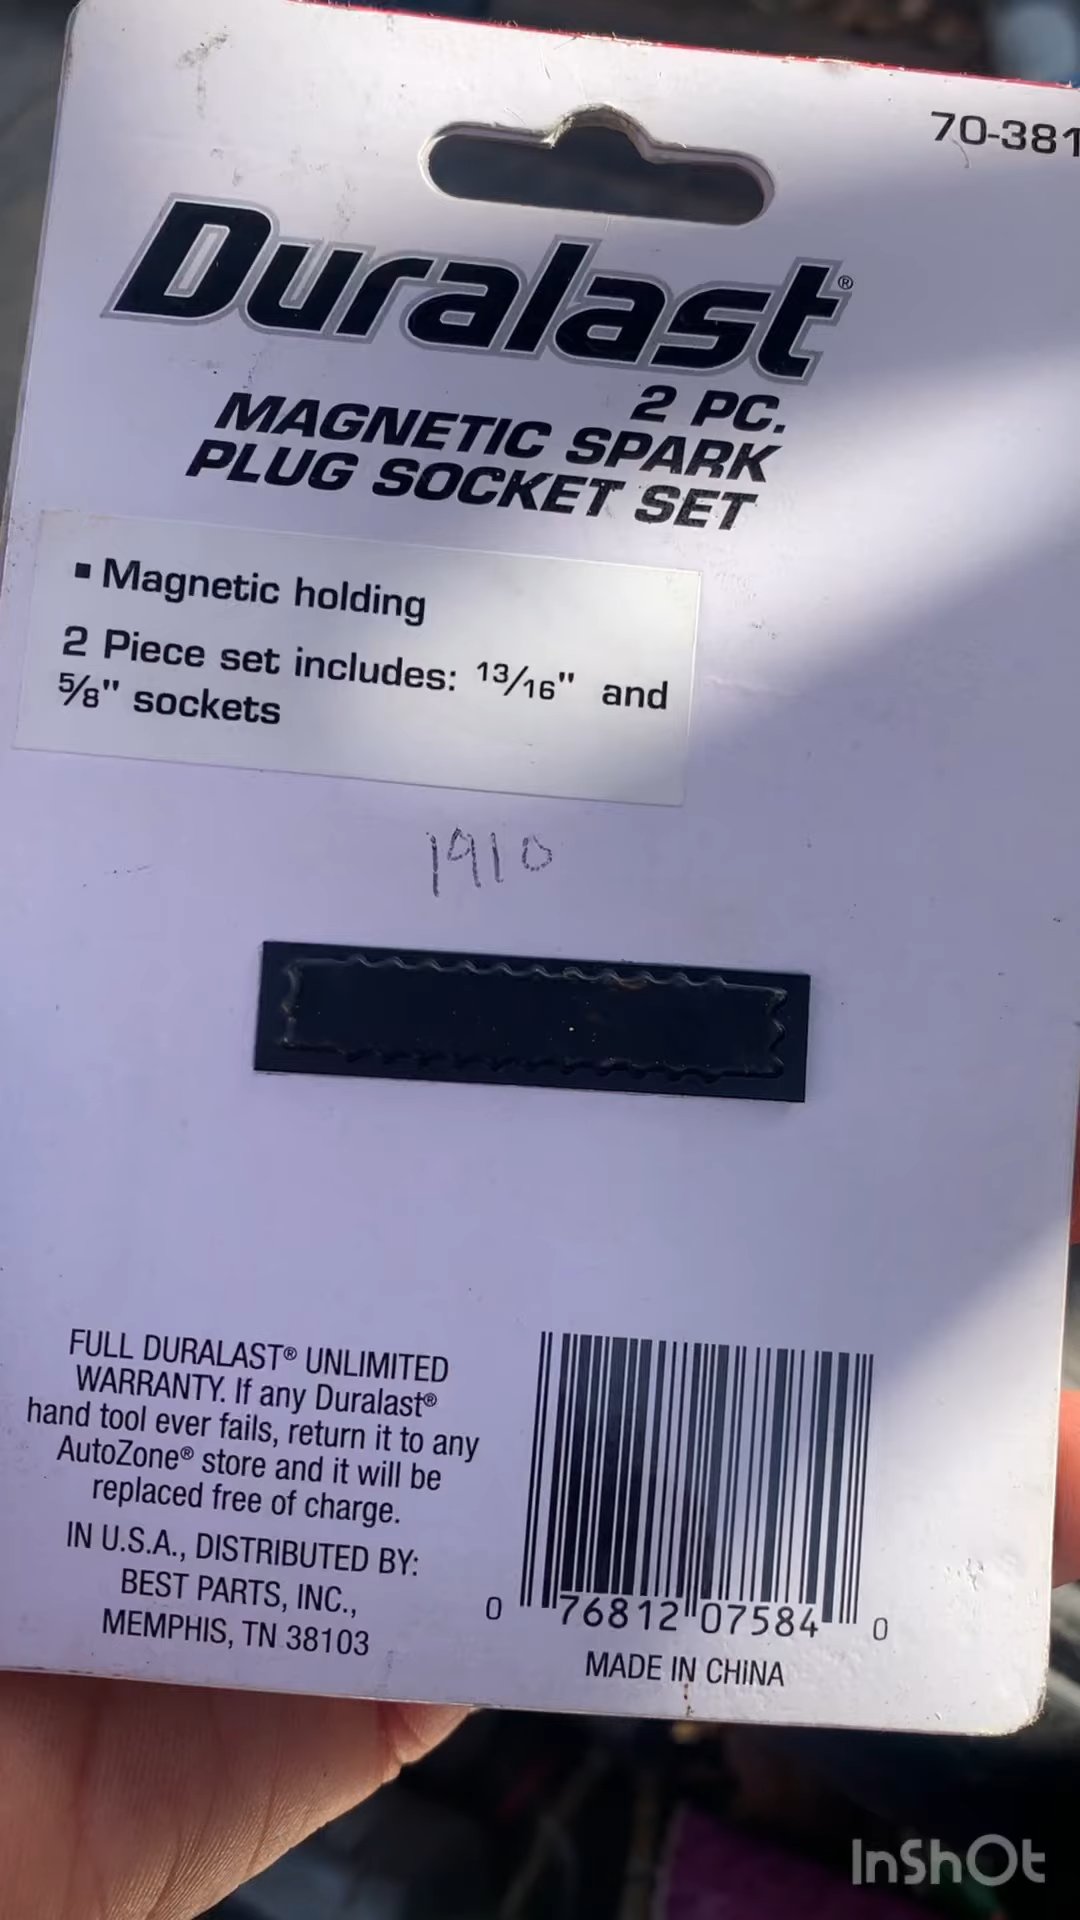 70-381
Duralast®
2 PC.
MAGNETIC SPARK
PLUG SOCKET SET
▪ Magnetic holding
2 Piece set includes: 13/16" and
5/8" sockets
1910
FULL DURALAST® UNLIMITED
WARRANTY. If any Duralast®
hand tool ever fails, return it to any
AutoZone® store and it will be
replaced free of charge.
IN U.S.A., DISTRIBUTED BY:
BEST PARTS, INC.,
MEMPHIS, TN 38103
0 76812 07584 0
MADE IN CHINA
InShOt